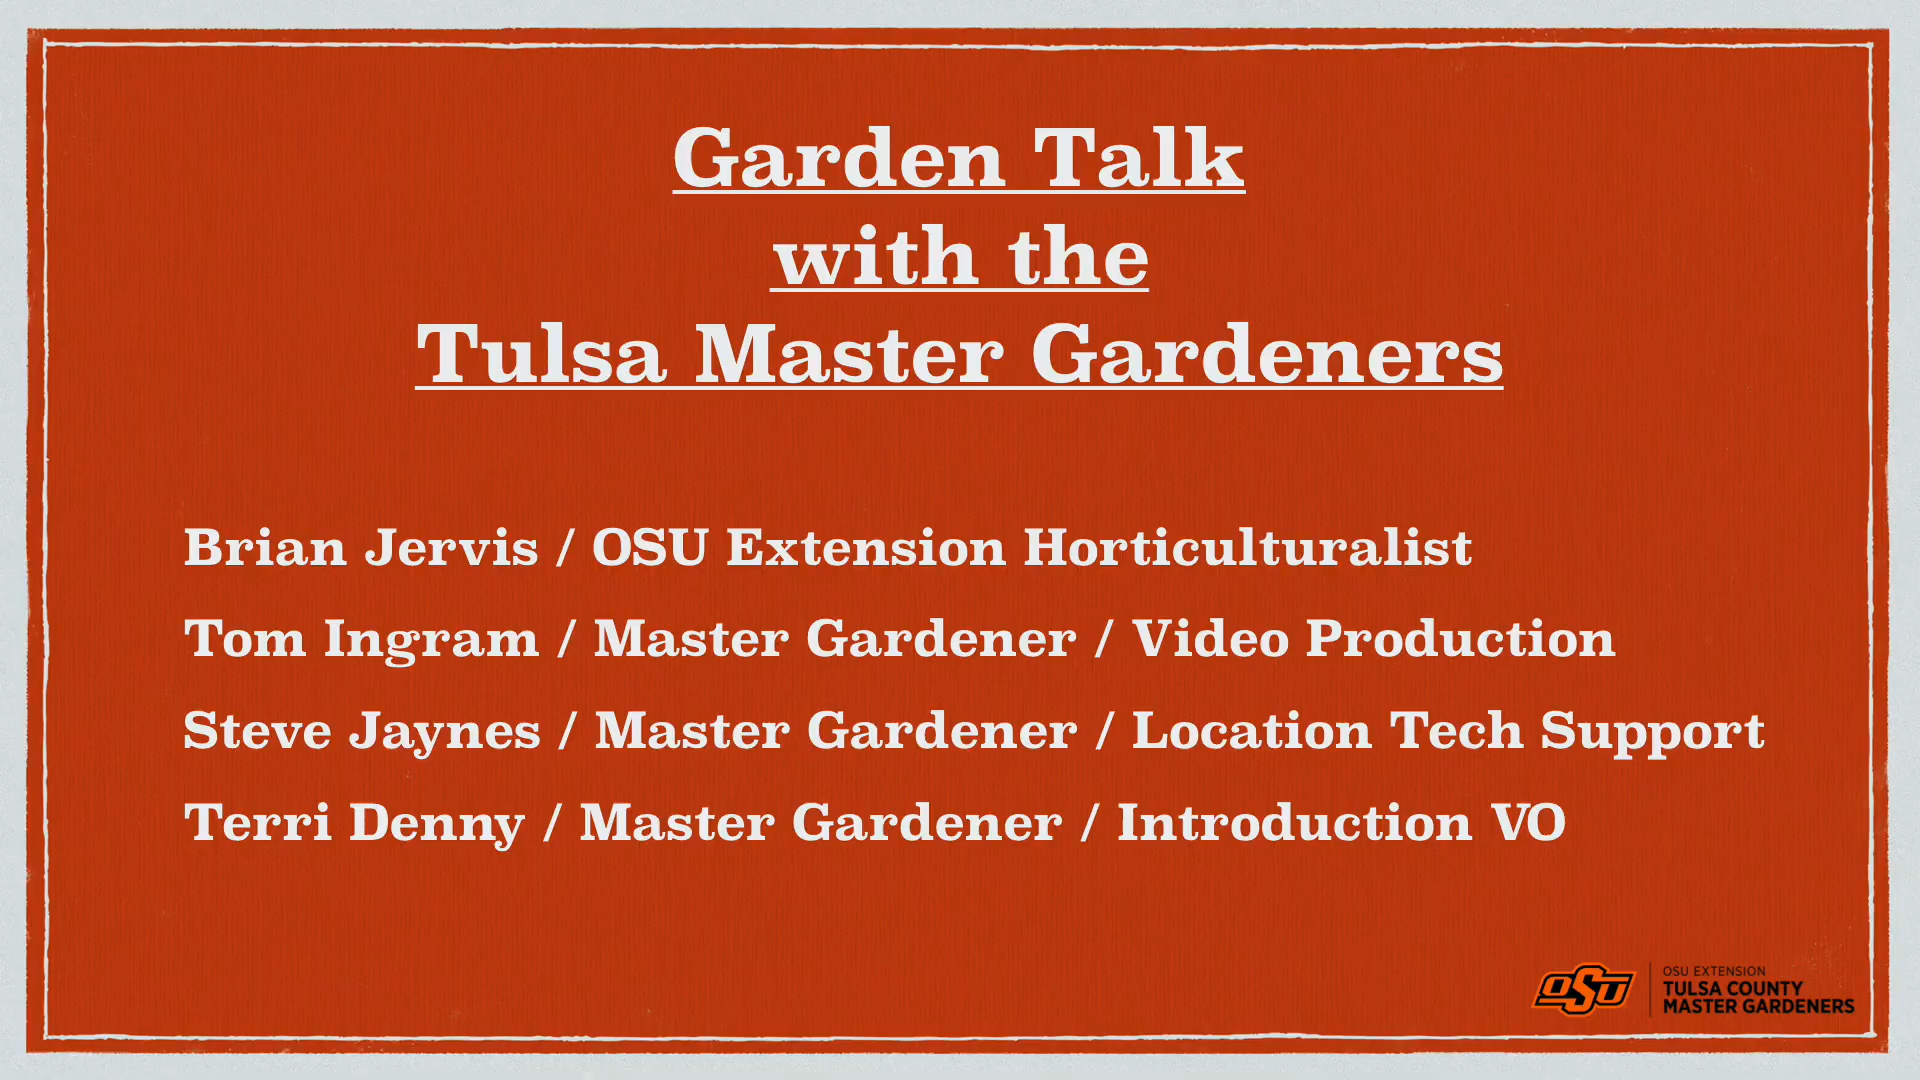 Garden Talk
with the
Tulsa Master Gardeners
Brian Jervis / OSU Extension Horticulturalist
Tom Ingram / Master Gardener / Video Production
Steve Jaynes / Master Gardener / Location Tech Support
Terri Denny / Master Gardener / Introduction VO
OSU
OSU EXTENSION
TULSA COUNTY
MASTER GARDENERS